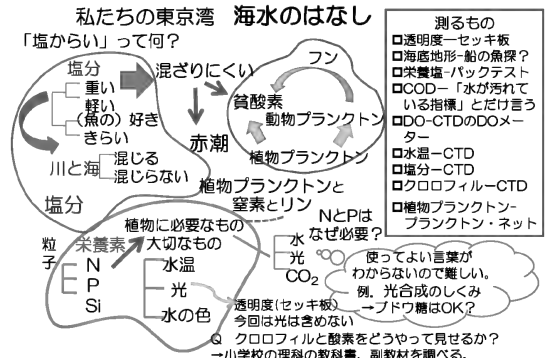 私たちの東京湾 海水のはなし
「塩からい」って何？
塩分
重い
軽い
(魚の) 好き
きらい
川と海
混じる
混じらない
塩分
混ざりにくい
赤潮
フン
貧酸素
動物プランクトン
植物プランクトン
植物プランクトンと
窒素とリン
粒子
栄養素
N
P
Si
植物に必要なもの
大切なもの
水温
光
水の色
透明度(セッキ板)
今回は光は含めない
NとPは
なぜ必要？
水
光
CO2
使ってよい言葉が
わからないので難しい。
例．光合成のしくみ
→ブドウ糖はOK？
Q クロロフィルと酸素をどうやって見せるか？
→小学校の理科の教科書、副教材を調べる。
測るもの
□透明度ーセッキ板
□海底地形-船の魚探？
□栄養塩-パックテスト
□COD－「水が汚れて
いる指標」とだけ言う
□DO-CTDのDOメー
ター
□水温ーCTD
□塩分ーCTD
□クロロフィルーCTD
□植物プランクトン-
プランクトン・ネット